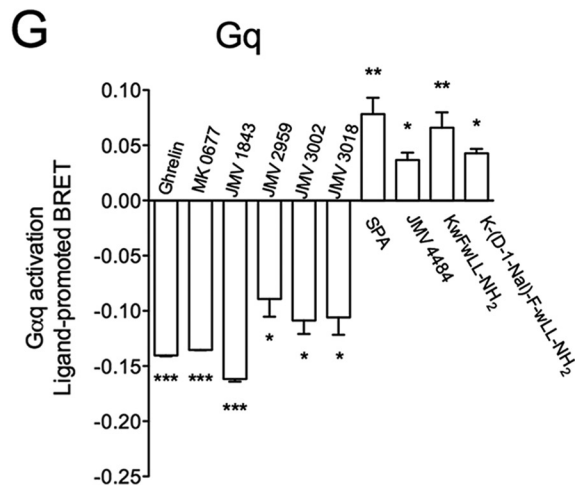 G
Gq
Gαq activation
Ligand-promoted BRET
0.10
0.05
0.00
-0.05
-0.10
-0.15
-0.20
-0.25
Ghrelin
MK 0677
JMV 1843
JMV 2959
JMV 3002
JMV 3018
SPA
JMV 4484
KwFwLL-NH2
K-(D-1-Nal)-F-wLL-NH2
** * ** *
*** *** *** * * *